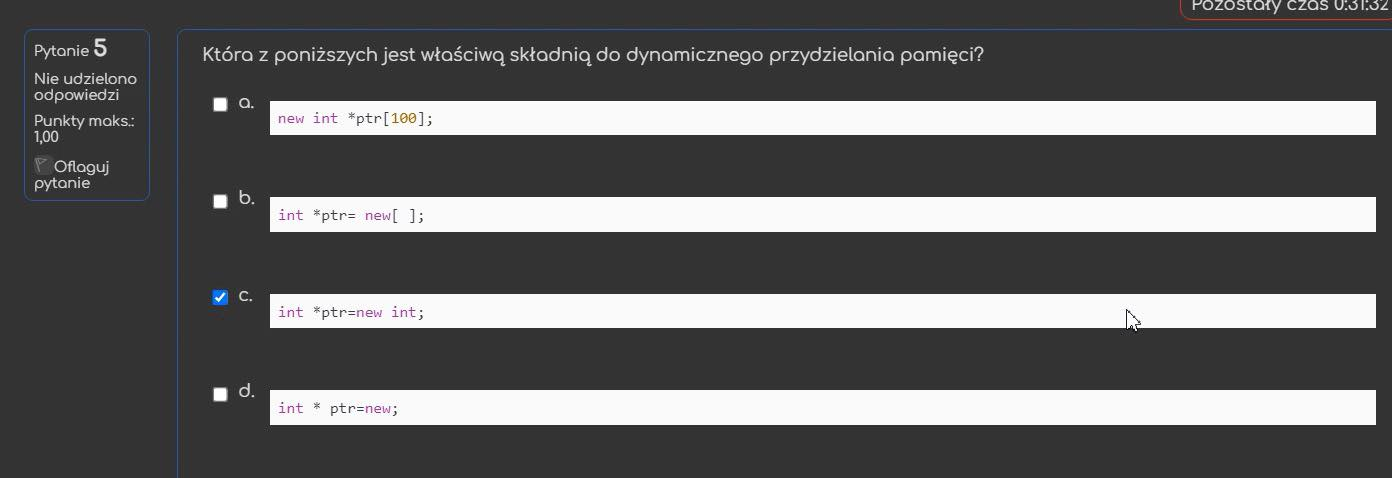 Pozostały czas 0:31:32
Pytanie 5
Nie udzielono
odpowiedzi
Punkty maks.:
1,00
Oflaguj
pytanie
Która z poniższych jest właściwą składnią do dynamicznego przydzielania pamięci?
a.
new int *ptr[100];
b.
int *ptr= new[ ];
c.
int *ptr=new int;
d.
int * ptr=new;